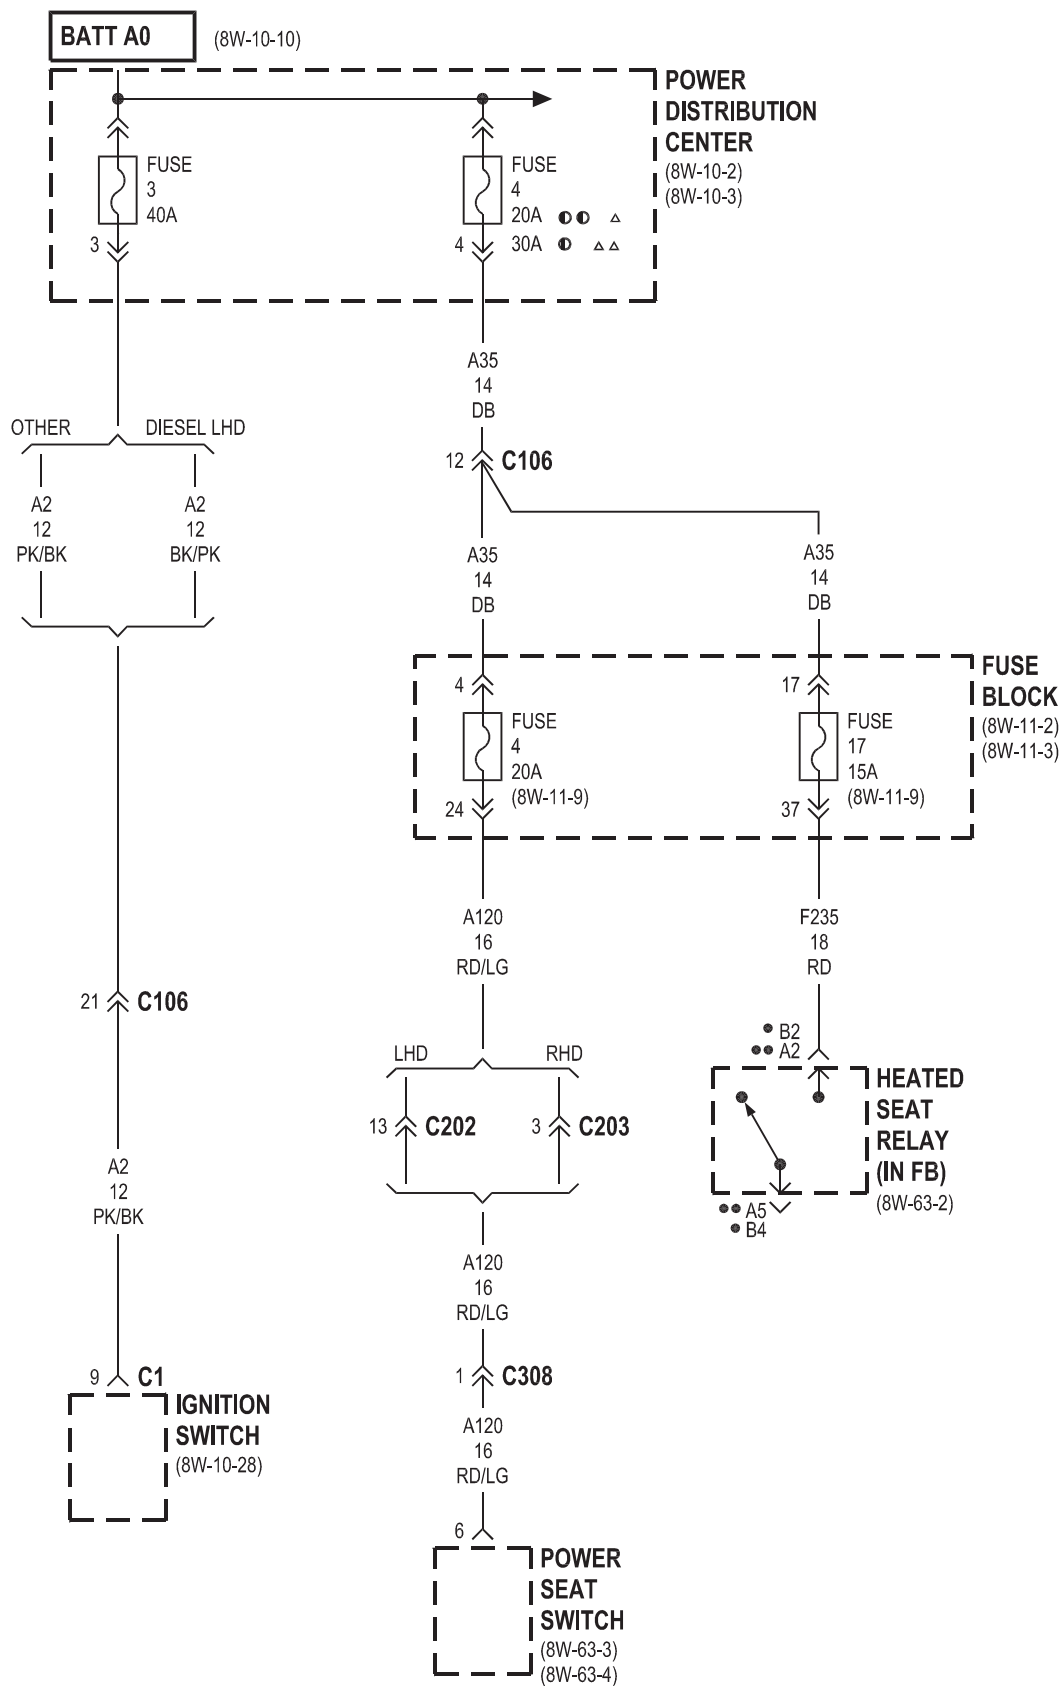 BATT A0
(8W-10-10)
POWER
DISTRIBUTION
CENTER
(8W-10-2)
(8W-10-3)
FUSE
3
40A
3
FUSE
4
20A
30A
4
A35
14
DB
12
C106
OTHER
DIESEL LHD
A2
12
PK/BK
A2
12
BK/PK
A35
14
DB
A35
14
DB
FUSE
BLOCK
(8W-11-2)
(8W-11-3)
4
FUSE
4
20A
(8W-11-9)
24
17
FUSE
17
15A
(8W-11-9)
37
A120
16
RD/LG
F235
18
RD
21
C106
LHD
RHD
13
C202
3
C203
B2
A2
HEATED
SEAT
RELAY
(IN FB)
(8W-63-2)
A5
B4
A2
12
PK/BK
A120
16
RD/LG
9
C1
IGNITION
SWITCH
(8W-10-28)
1
C308
A120
16
RD/LG
6
POWER
SEAT
SWITCH
(8W-63-3)
(8W-63-4)